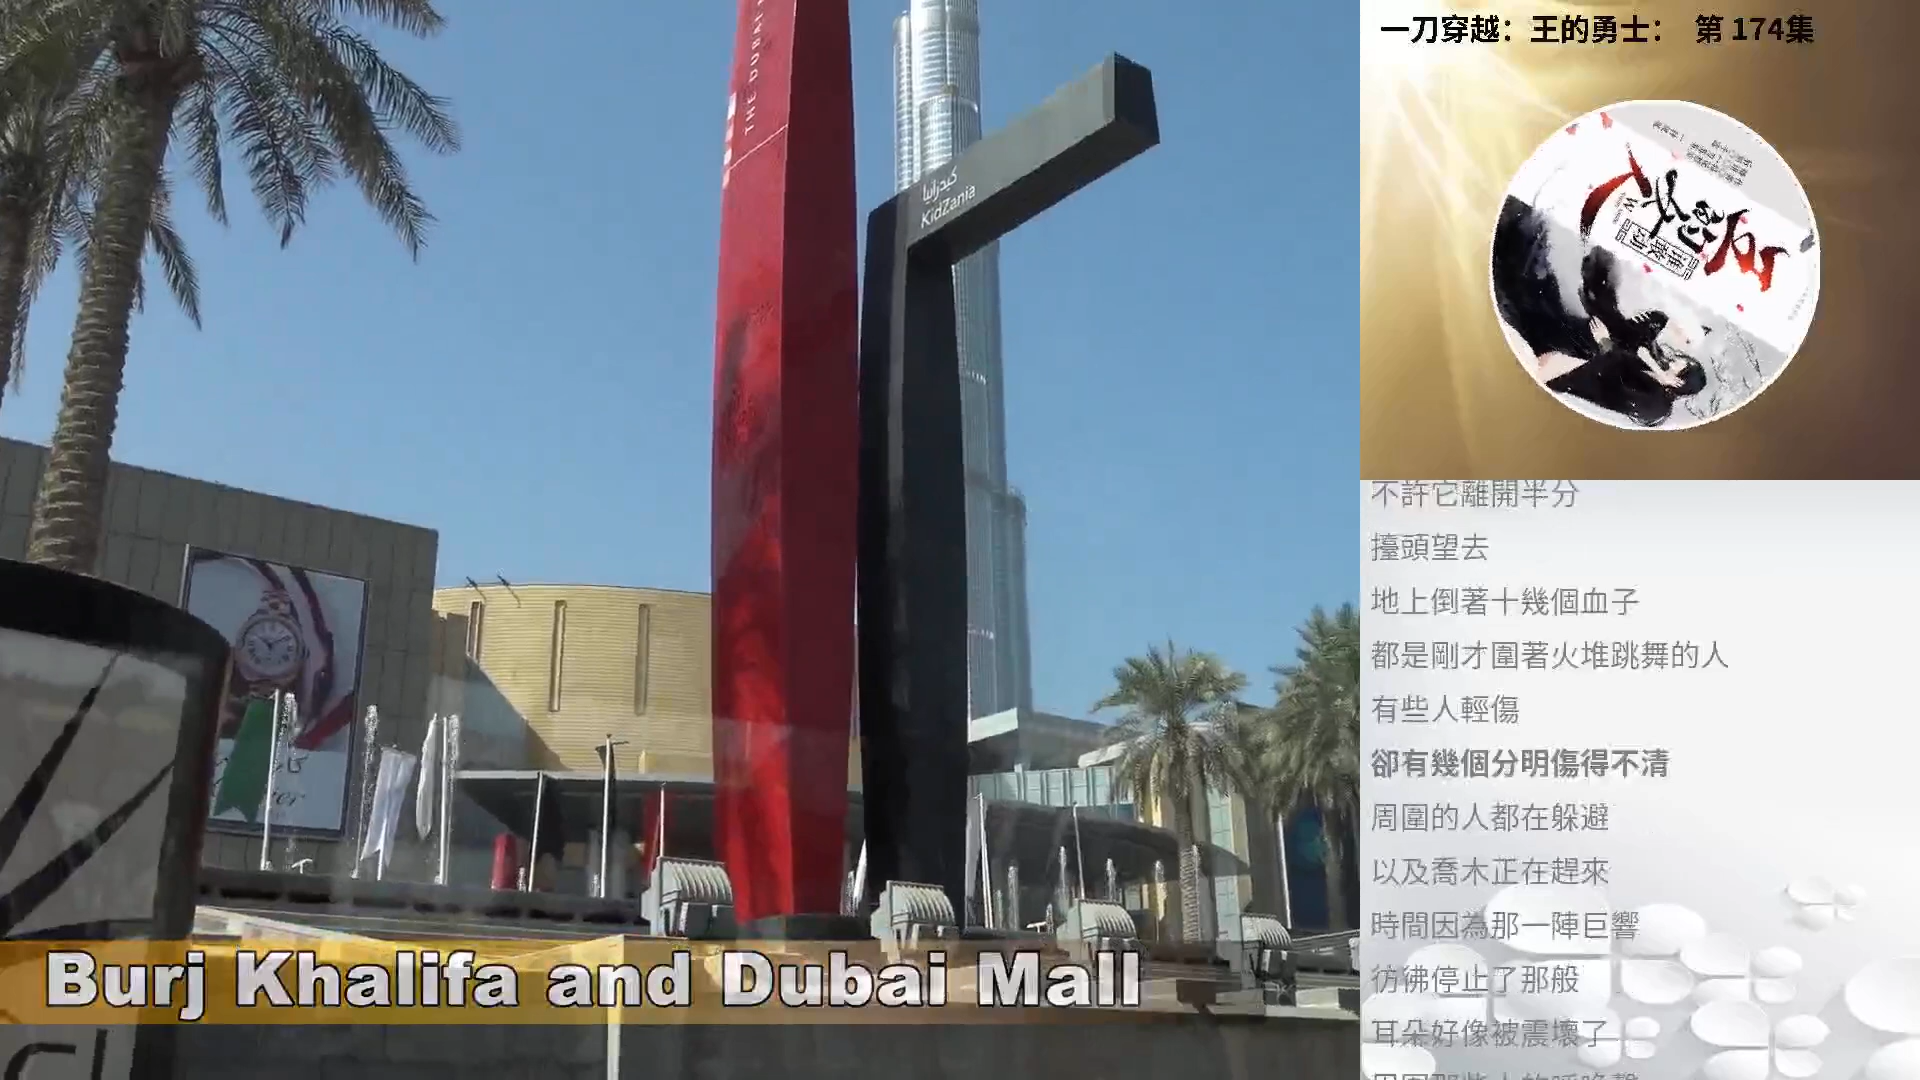 THE DUBAI
كيدزانيا
KidZania
Burj Khalifa and Dubai Mall
一刀穿越：王的勇士： 第 174集
不許它離開半分
擡頭望去
地上倒著十幾個血子
都是剛才圍著火堆跳舞的人
有些人輕傷
卻有幾個分明傷得不清
周圍的人都在躲避
以及喬木正在趕來
時間因為那一陣巨響
彷彿停止了那般
耳朵好像被震壞了